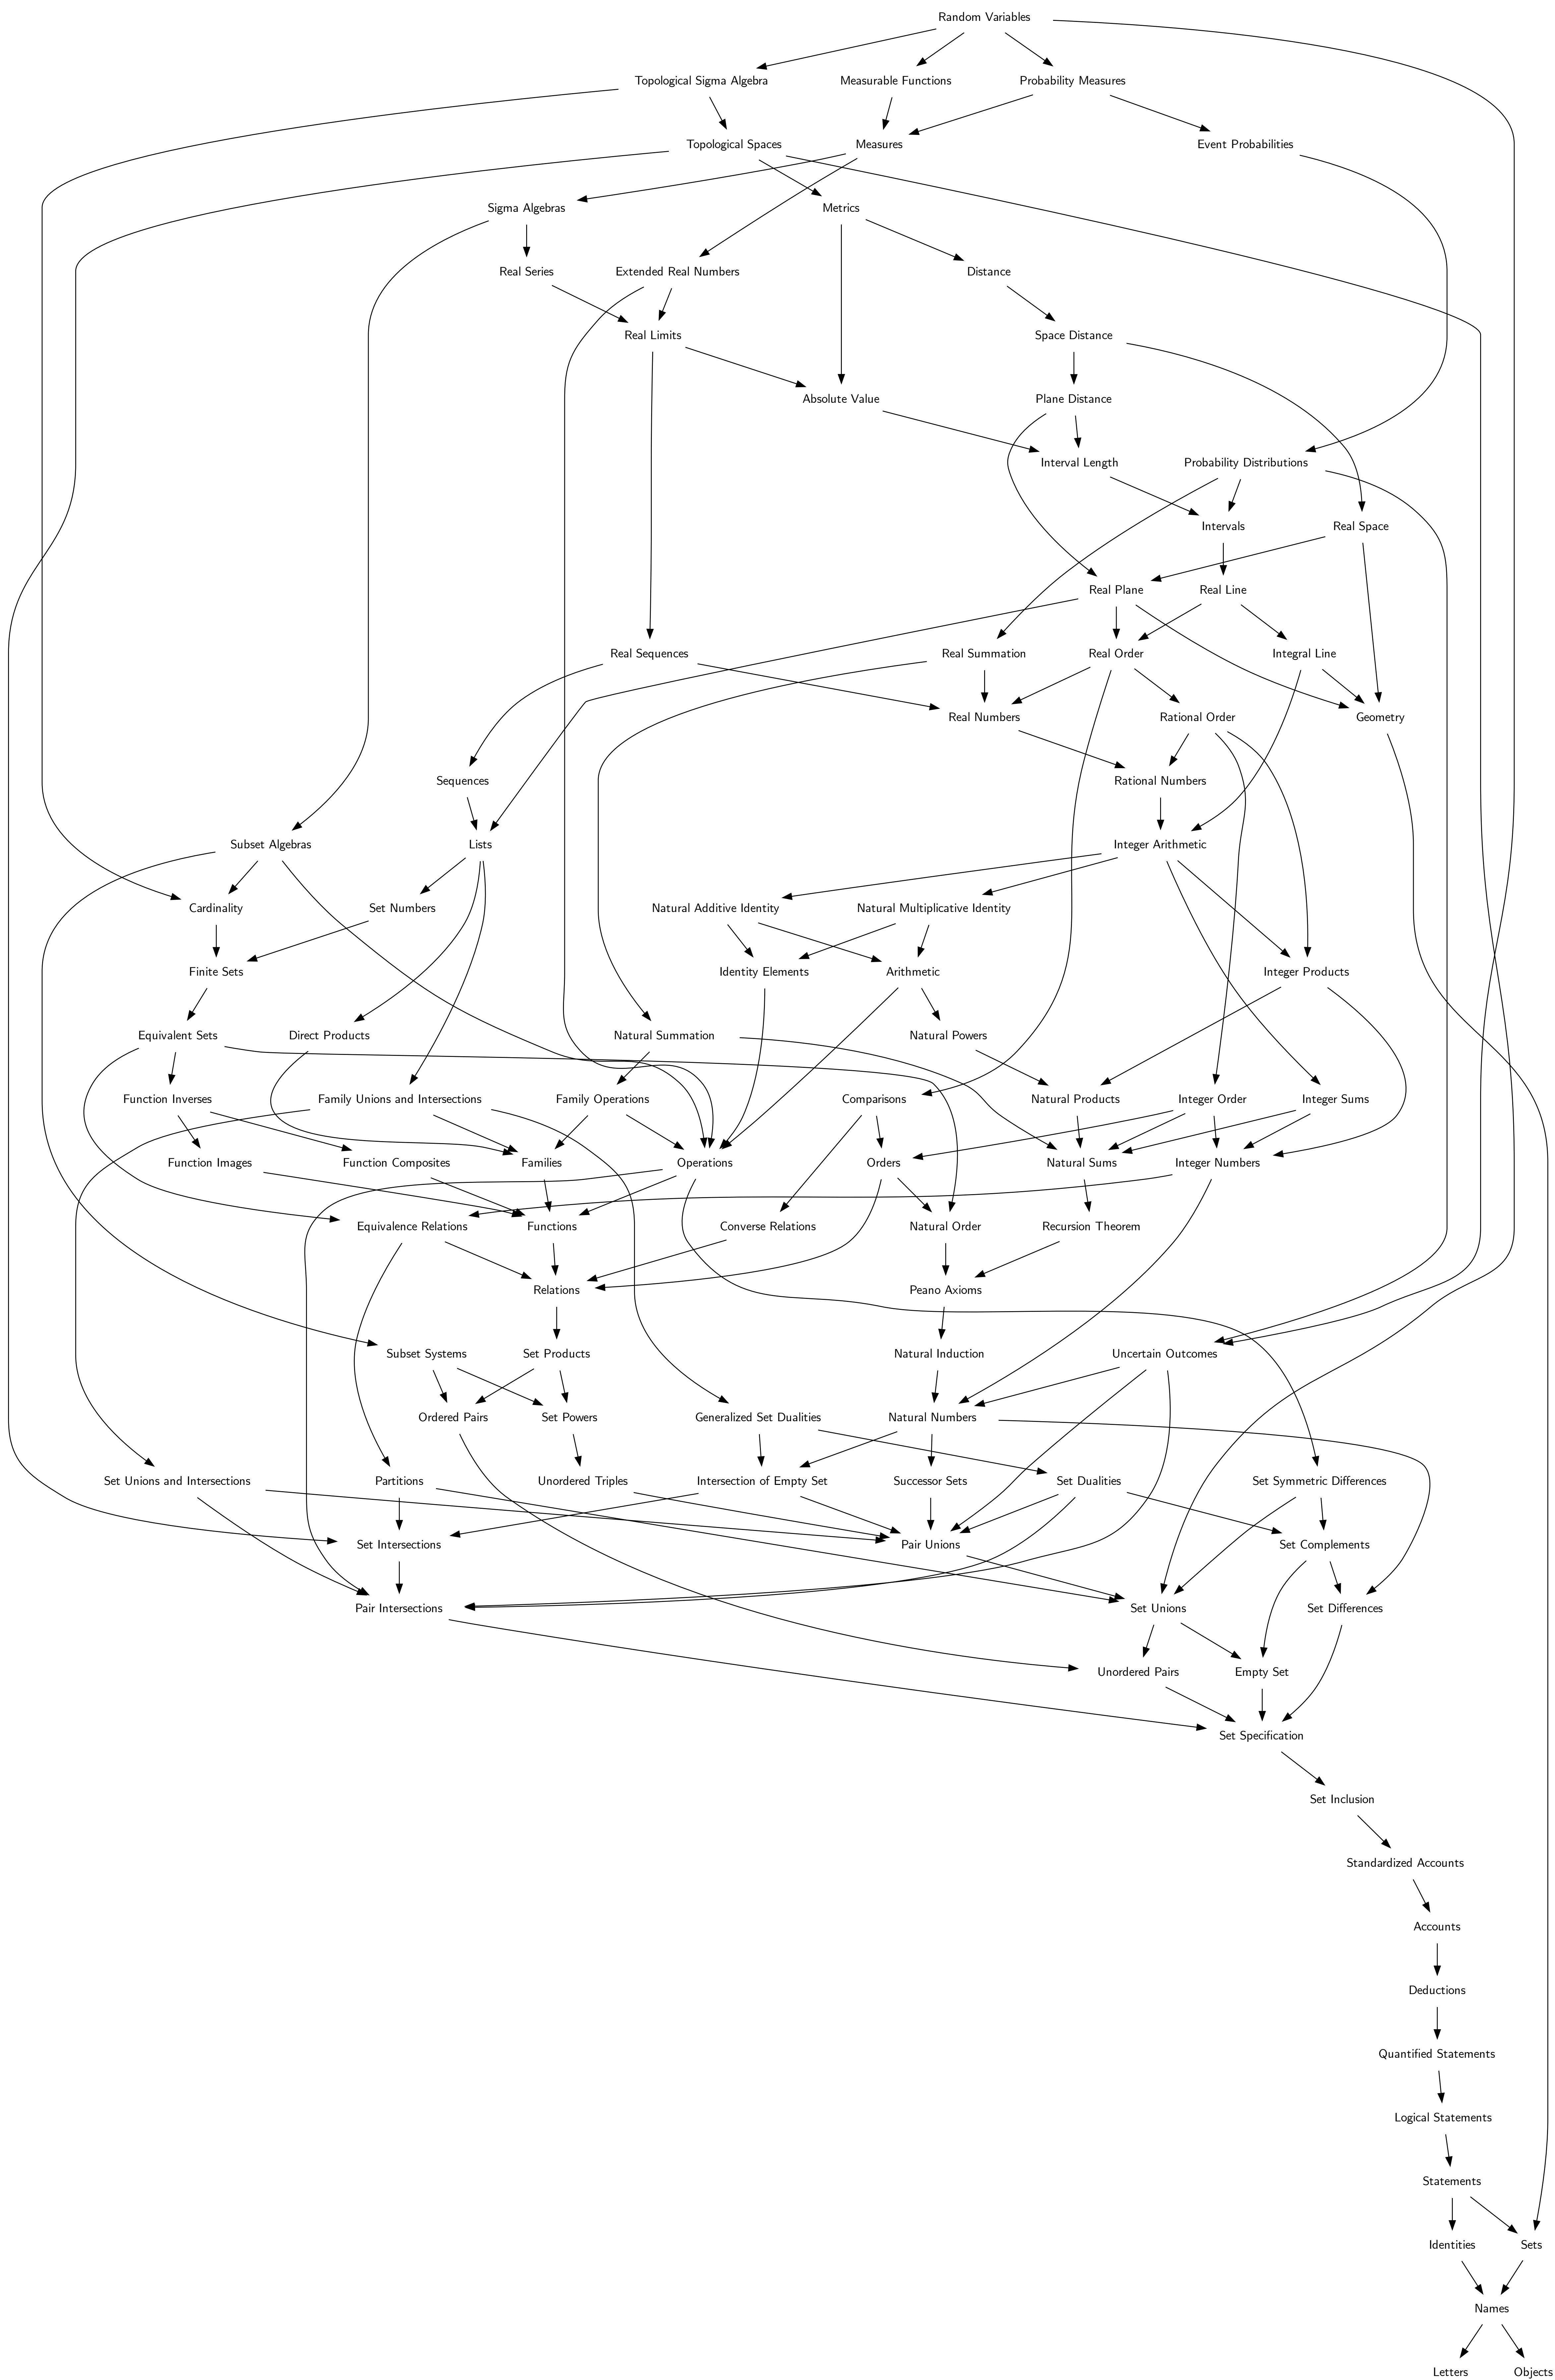 Random Variables
Topological Sigma Algebra
Measurable Functions
Probability Measures
Topological Spaces
Measures
Event Probabilities
Sigma Algebras
Metrics
Real Series
Extended Real Numbers
Distance
Real Limits
Space Distance
Absolute Value
Plane Distance
Interval Length
Probability Distributions
Intervals
Real Space
Real Plane
Real Line
Real Sequences
Real Summation
Real Order
Integral Line
Real Numbers
Rational Order
Geometry
Sequences
Rational Numbers
Subset Algebras
Lists
Integer Arithmetic
Cardinality
Set Numbers
Natural Additive Identity
Natural Multiplicative Identity
Finite Sets
Identity Elements
Arithmetic
Integer Products
Equivalent Sets
Direct Products
Natural Summation
Natural Powers
Function Inverses
Family Unions and Intersections
Family Operations
Comparisons
Natural Products
Integer Order
Integer Sums
Function Images
Function Composites
Families
Operations
Orders
Natural Sums
Integer Numbers
Equivalence Relations
Functions
Converse Relations
Natural Order
Recursion Theorem
Relations
Peano Axioms
Subset Systems
Set Products
Natural Induction
Uncertain Outcomes
Ordered Pairs
Set Powers
Generalized Set Dualities
Natural Numbers
Set Unions and Intersections
Partitions
Unordered Triples
Intersection of Empty Set
Successor Sets
Set Dualities
Set Symmetric Differences
Set Intersections
Pair Unions
Set Complements
Pair Intersections
Set Unions
Set Differences
Unordered Pairs
Empty Set
Set Specification
Set Inclusion
Standardized Accounts
Accounts
Deductions
Quantified Statements
Logical Statements
Statements
Identities
Sets
Names
Letters
Objects